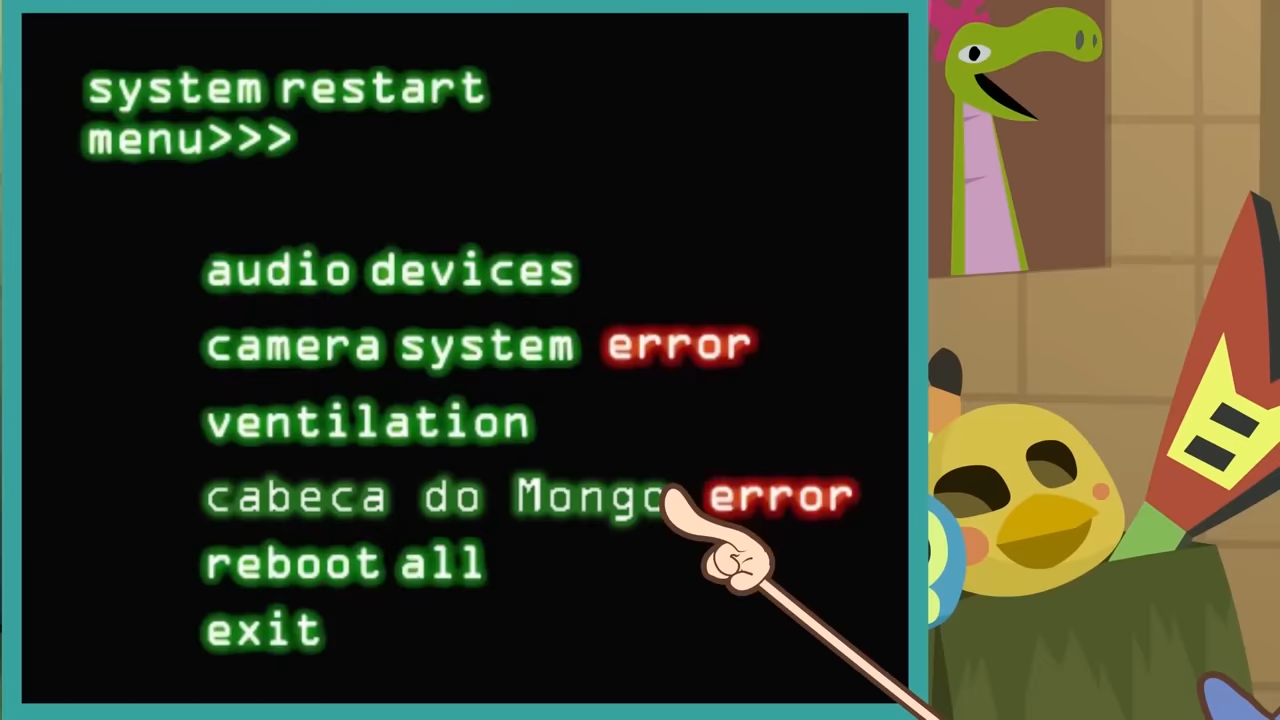 system restart
menu>>>
audio devices
camera system error
ventilation
cabeca do Mongo error
reboot all
exit